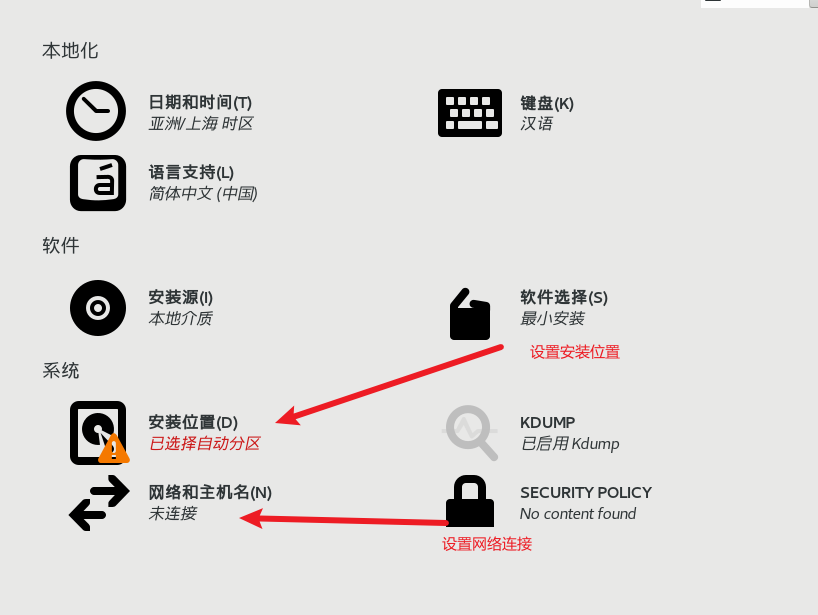 本地化
日期和时间(T)
亚洲/上海 时区
键盘(K)
汉语
语言支持(L)
简体中文 (中国)
软件
安装源(I)
本地介质
软件选择(S)
最小安装
设置安装位置
系统
安装位置(D)
已选择自动分区
KDUMP
已启用 Kdump
网络和主机名(N)
未连接
SECURITY POLICY
No content found
设置网络连接